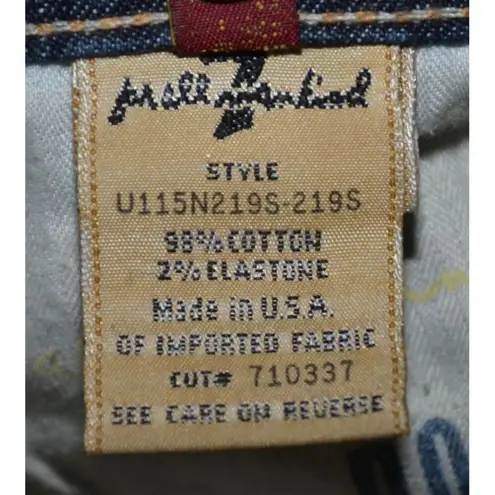 7
for all mankind
STYLE
U115N219S-219S
98% COTTON
2% ELASTONE
Made in U.S.A.
OF IMPORTED FABRIC
CUT# 710337
SEE CARE ON REVERSE